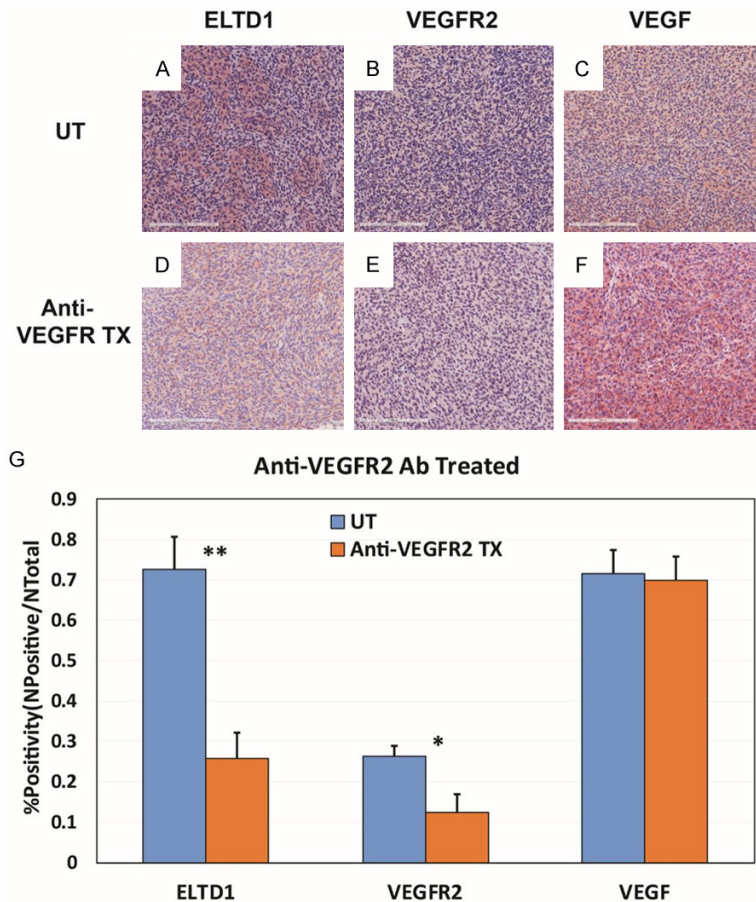 ELTD1 VEGFR2 VEGF
UT
A B C
Anti-
VEGFR TX
D E F
G
Anti-VEGFR2 Ab Treated
%Positivity(NPositive/NTotal
0.9
0.8
0.7
0.6
0.5
0.4
0.3
0.2
0.1
0
UT
Anti-VEGFR2 TX
**
*
ELTD1 VEGFR2 VEGF